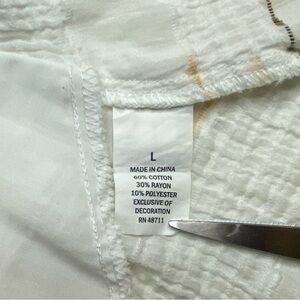 L
MADE IN CHINA
60% COTTON
30% RAYON
10% POLYESTER
EXCLUSIVE OF
DECORATION
RN 48711